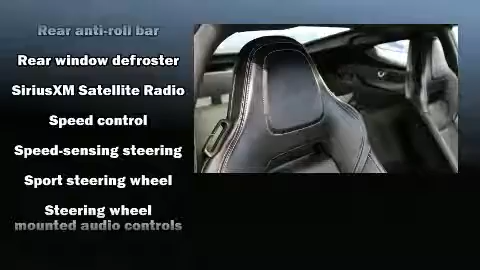 Rear anti-roll bar
Rear window defroster
SiriusXM Satellite Radio
Speed control
Speed-sensing steering
Sport steering wheel
Steering wheel
mounted audio controls